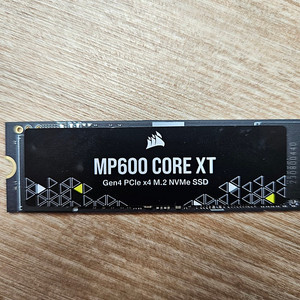 MP600 CORE XT
Gen4 PCIe x4 M.2 NVMe SSD